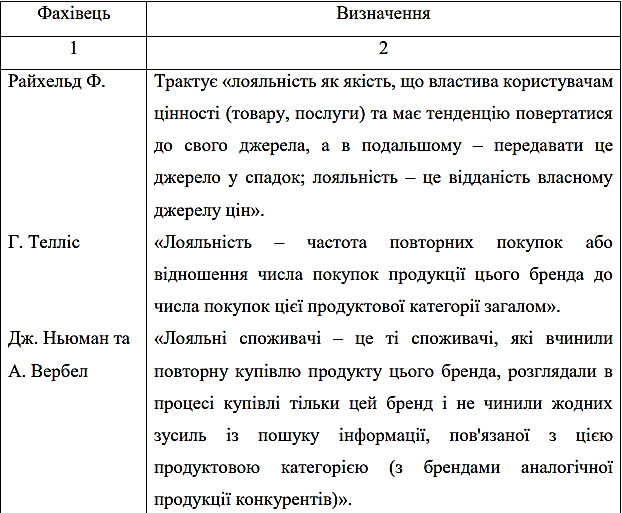 Фахівець Визначення
1 2
Райхельд Ф. Трактує «лояльність як якість, що властива користувачам
цінності (товару, послуги) та має тенденцію повертатися
до свого джерела, а в подальшому – передавати це
джерело у спадок; лояльність – це відданість власному
джерелу цін».
Г. Телліс «Лояльність – частота повторних покупок або
відношення числа покупок продукції цього бренда до
числа покупок цієї продуктової категорії загалом».
Дж. Ньюман та «Лояльні споживачі – це ті споживачі, які вчинили
А. Вербел повторну купівлю продукту цього бренда, розглядали в
процесі купівлі тільки цей бренд і не чинили жодних
зусиль із пошуку інформації, пов'язаної з цією
продуктовою категорією (з брендами аналогічної
продукції конкурентів)».